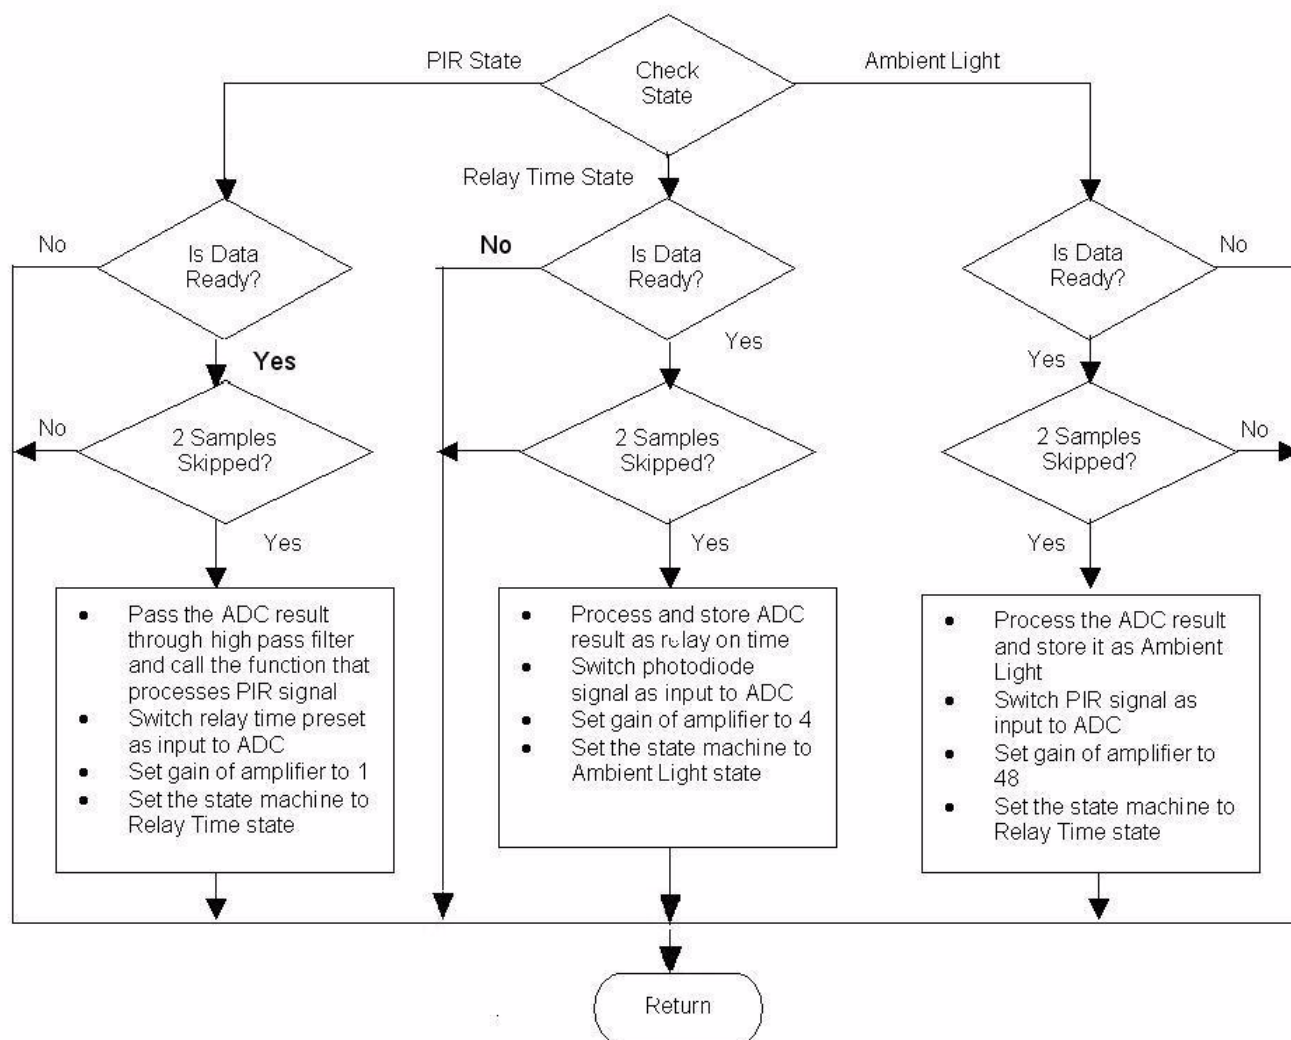 PIR State
Check
State
Ambient Light
Relay Time State
No
Is Data
Ready?
No
Is Data
Ready?
Is Data
Ready?
No
Yes
Yes
Yes
No
2 Samples
Skipped?
2 Samples
Skipped?
2 Samples
Skipped?
No
Yes
Yes
Yes
• Pass the ADC result
through high pass filter
and call the function that
processes PIR signal
• Switch relay time preset
as input to ADC
• Set gain of amplifier to 1
• Set the state machine to
Relay Time state
• Process and store ADC
result as relay on time
• Switch photodiode
signal as input to ADC
• Set gain of amplifier to 4
• Set the state machine to
Ambient Light state
• Process the ADC result
and store it as Ambient
Light
• Switch PIR signal as
input to ADC
• Set gain of amplifier to
48
• Set the state machine to
Relay Time state
Return